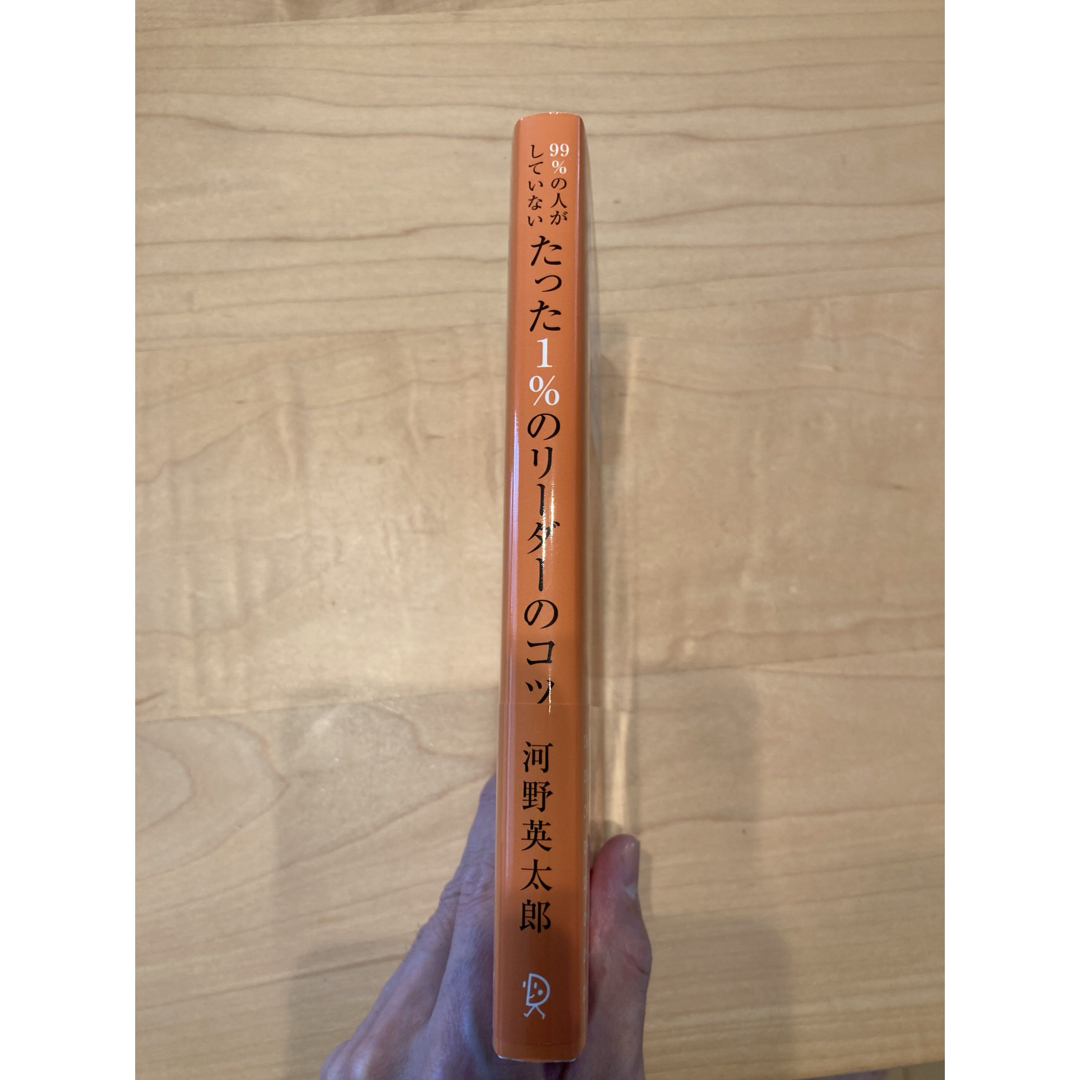 99%の人が
していない
たった1%のリーダーのコツ
河野英太郎